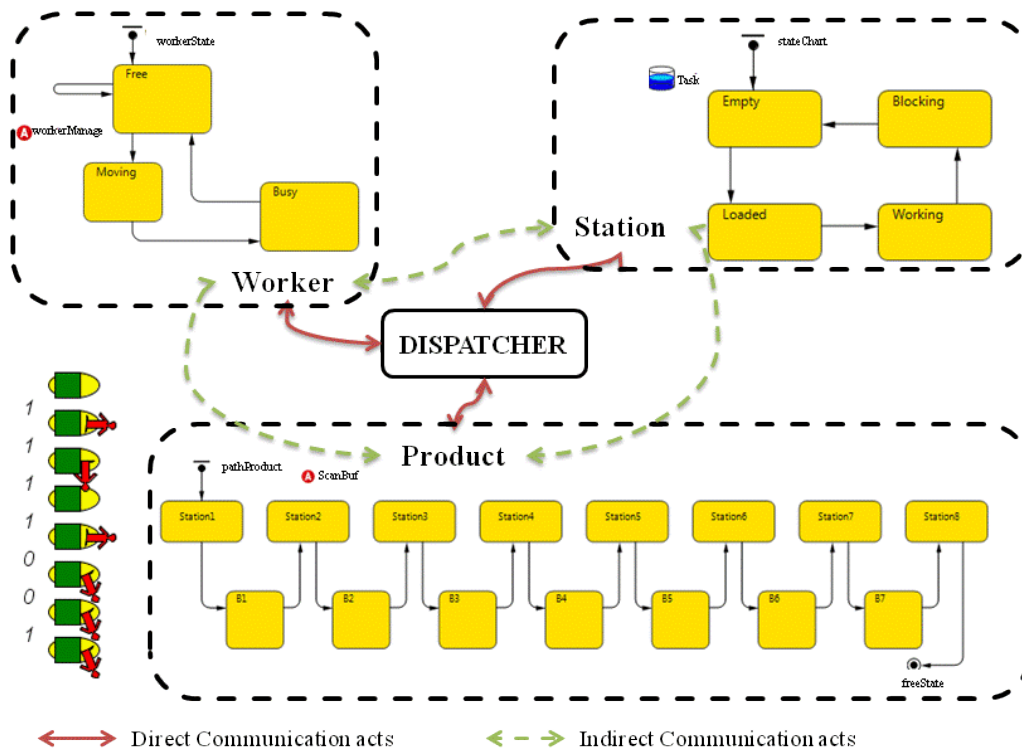 workerState
Free
A workerManage
Moving
Busy
Worker
stateChart
Task
Empty
Blocking
Loaded
Working
Station
DISPATCHER
1
1
1
1
0
0
1
Product
pathProduct
A ScanBuf
Station1
Station2
Station3
Station4
Station5
Station6
Station7
Station8
B1
B2
B3
B4
B5
B6
B7
freeState
Direct Communication acts
Indirect Communication acts